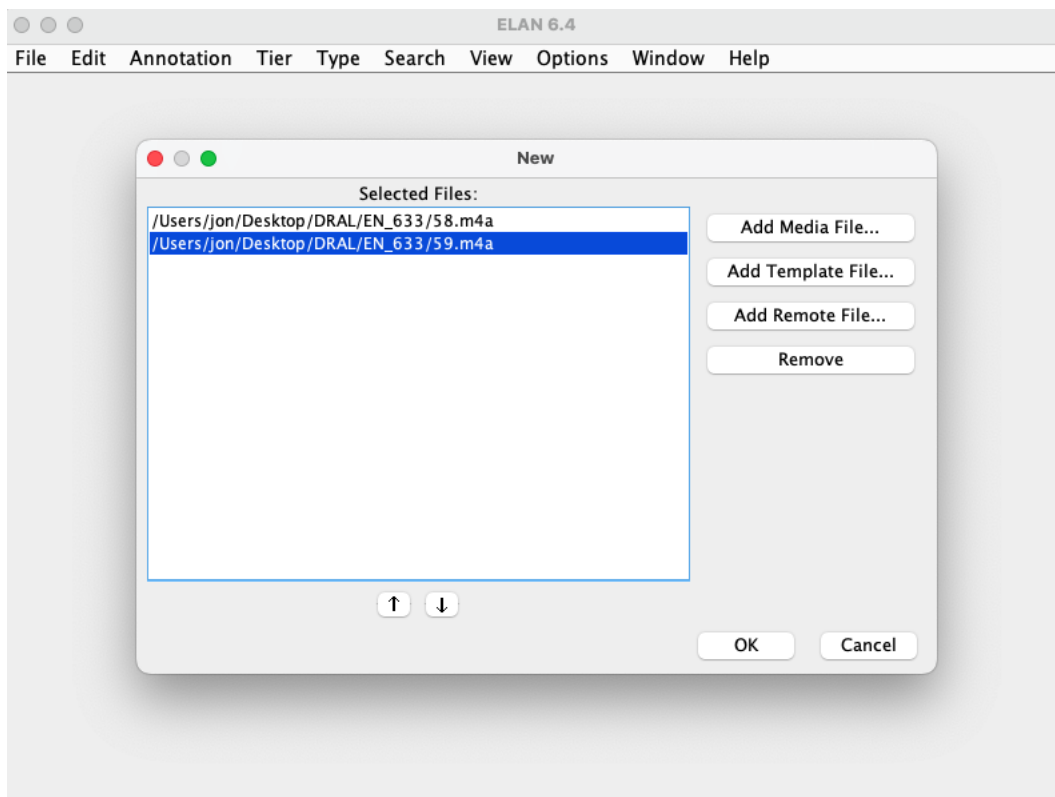 ELAN 6.4
File Edit Annotation Tier Type Search View Options Window Help
New
Selected Files:
/Users/jon/Desktop/DRAL/EN_633/58.m4a
/Users/jon/Desktop/DRAL/EN_633/59.m4a
Add Media File...
Add Template File...
Add Remote File...
Remove
↑ ↓
OK Cancel